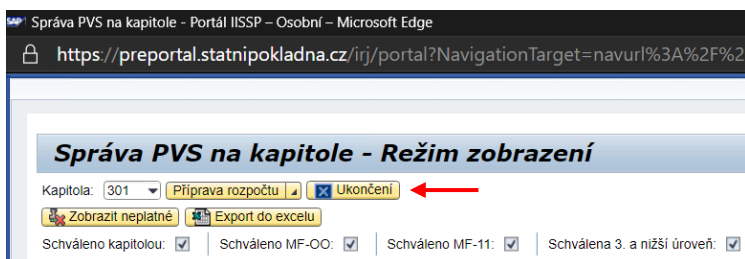 SAP Správa PVS na kapitole - Portál IISSP – Osobní – Microsoft Edge
https://preportal.statnipokladna.cz/irj/portal?NavigationTarget=navurl%3A%2F%2
Správa PVS na kapitole - Režim zobrazení
Kapitola: 301 Příprava rozpočtu Ukončení
Zobrazit neplatné Export do excelu
Schváleno kapitolou: Schváleno MF-OO: Schváleno MF-11: Schválena 3. a nižší úroveň: